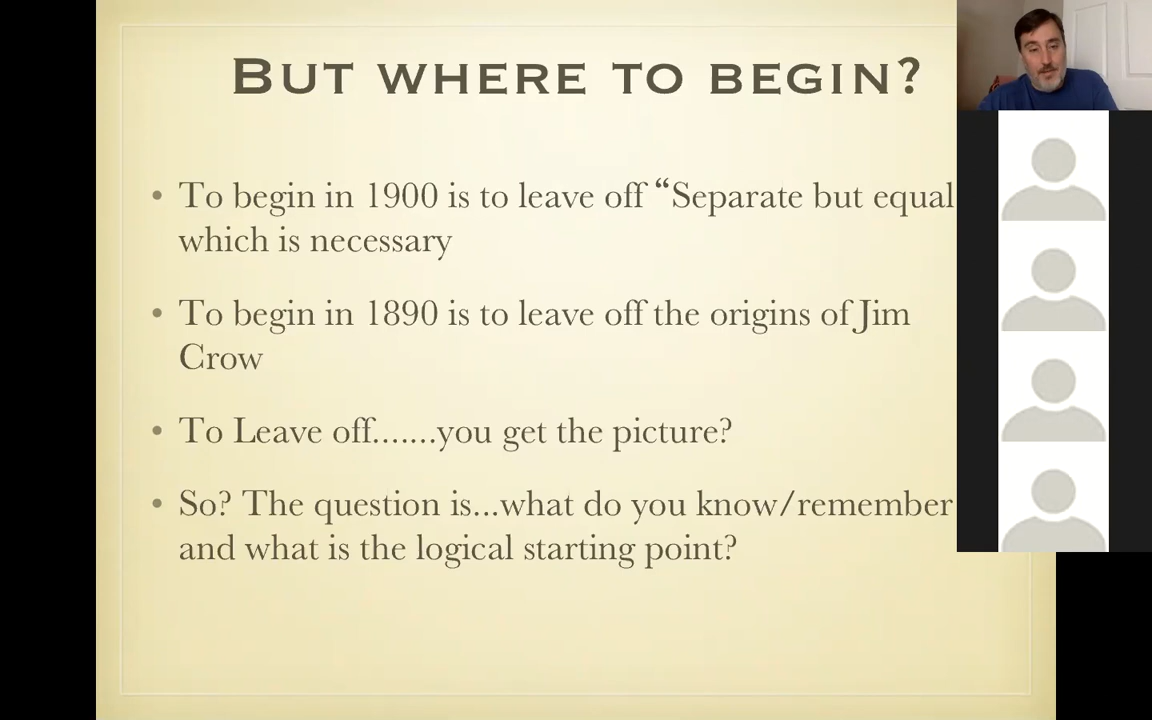 BUT WHERE TO BEGIN?
• To begin in 1900 is to leave off “Separate but equal
which is necessary
• To begin in 1890 is to leave off the origins of Jim
Crow
• To Leave off.......you get the picture?
• So? The question is...what do you know/remember
and what is the logical starting point?